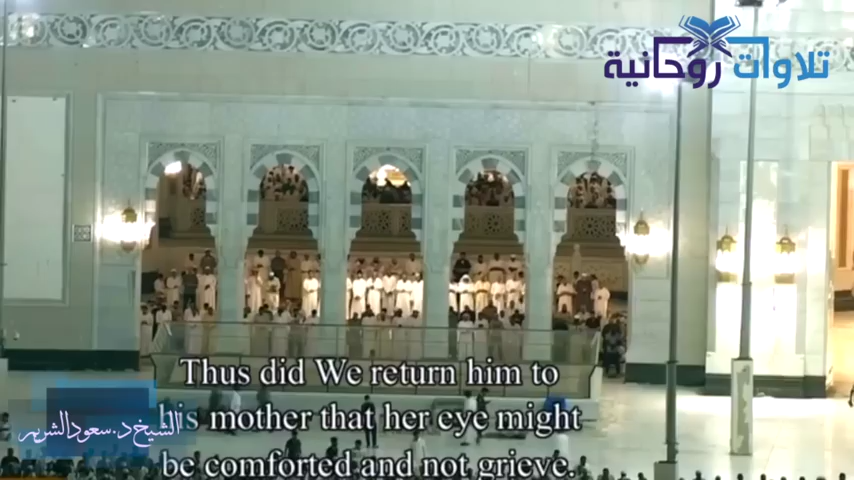 تلاوات روحانية
Thus did We return him to
his mother that her eye might
be comforted and not grieve.
الشيخ د. سعود الشريم